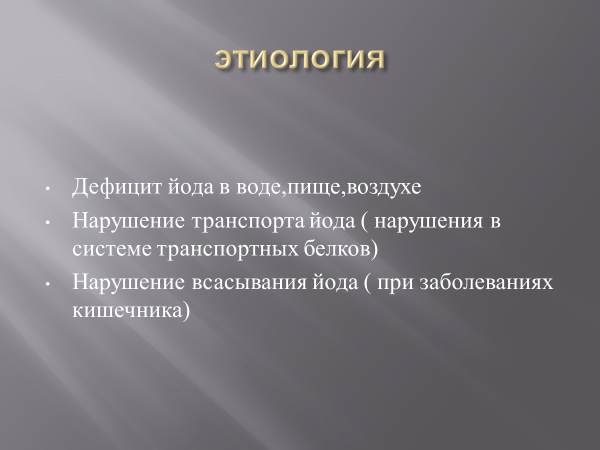 этиология
• Дефицит йода в воде,пище,воздухе
• Нарушение транспорта йода ( нарушения в
системе транспортных белков)
• Нарушение всасывания йода ( при заболеваниях
кишечника)